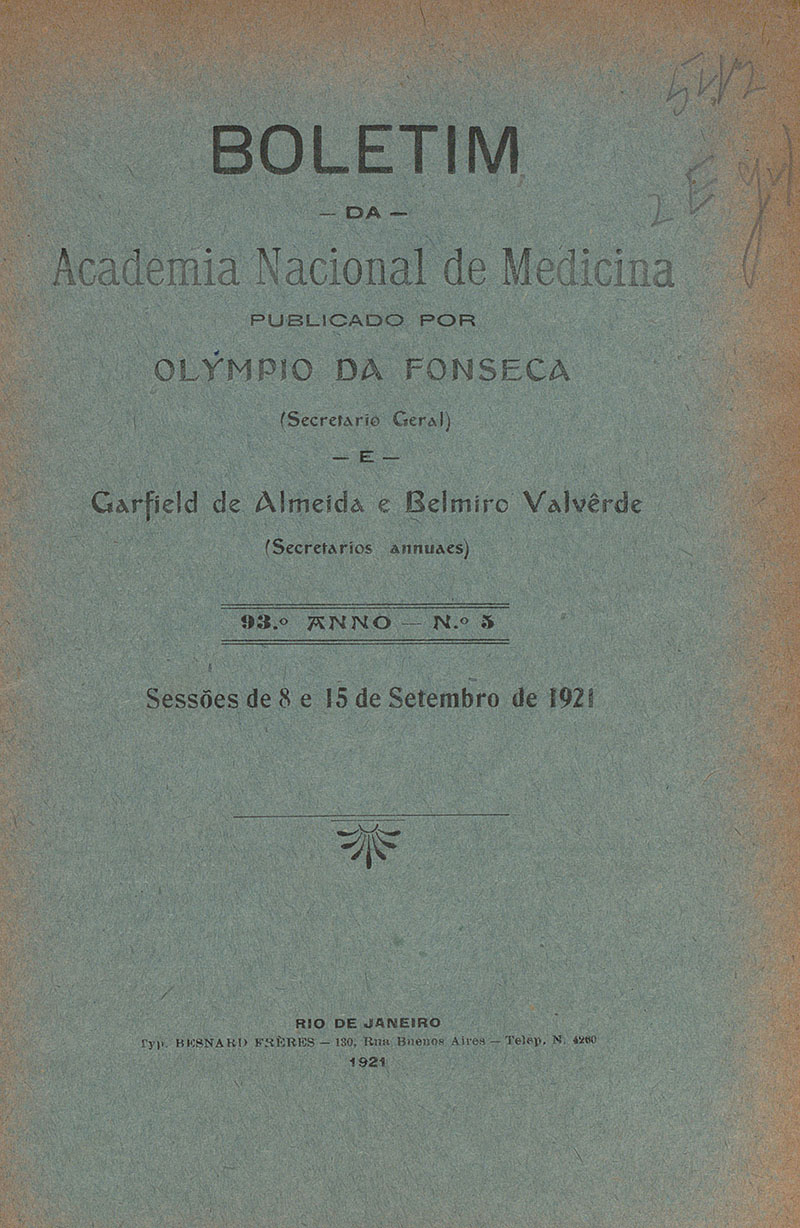 BOLETIM
— DA —
Academia Nacional de Medicina
PUBLICADO POR
OLYMPIO DA FONSECA
(Secretario Geral)
— E —
Garfield de Almeida e Belmiro Valvêrde
(Secretarios annuaes)
93.º ANNO — N.º 5
Sessões de 8 e 15 de Setembro de 1921
RIO DE JANEIRO
Typ. BESNARD FRÈRES — 130, Rua Buenos Aires — Telep. N. 4260
1921